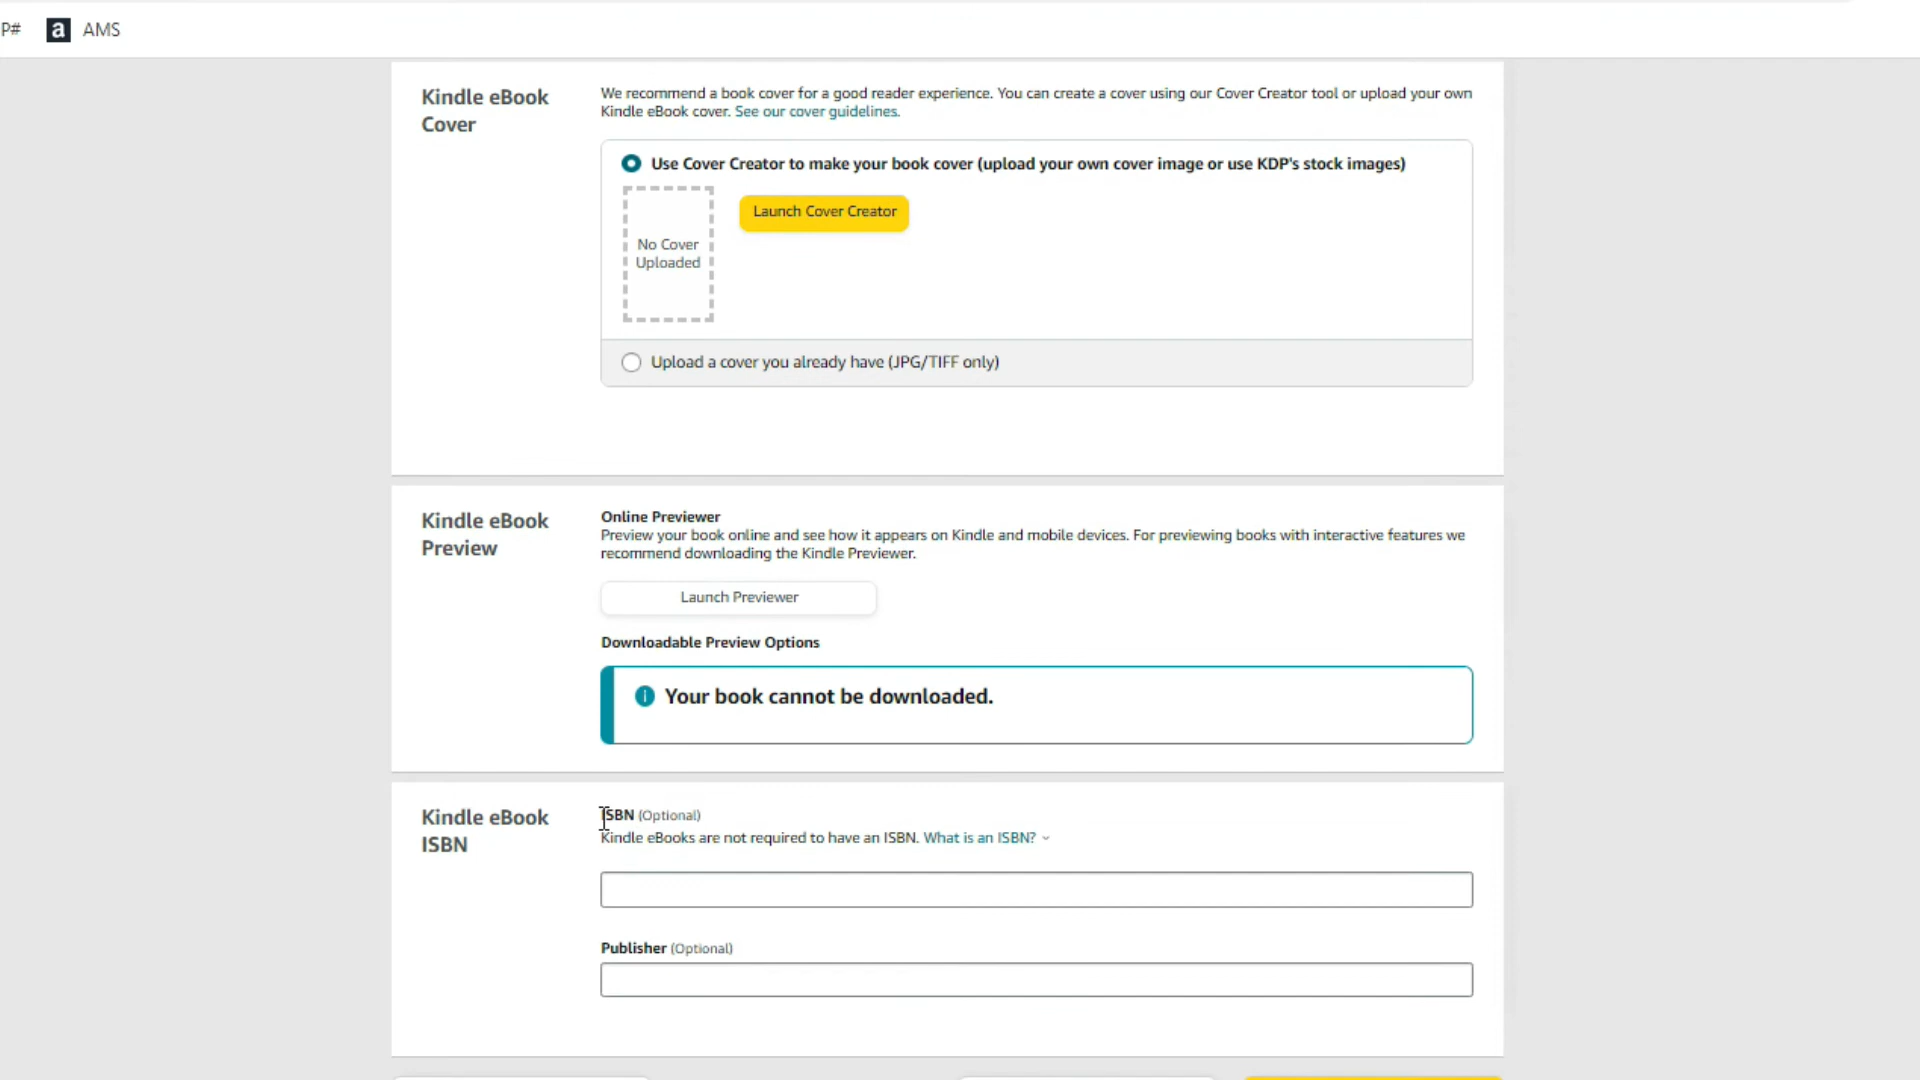 P#
a AMS
Kindle eBook
Cover
We recommend a book cover for a good reader experience. You can create a cover using our Cover Creator tool or upload your own
Kindle eBook cover. See our cover guidelines.
Use Cover Creator to make your book cover (upload your own cover image or use KDP's stock images)
No Cover
Uploaded
Launch Cover Creator
Upload a cover you already have (JPG/TIFF only)
Kindle eBook
Preview
Online Previewer
Preview your book online and see how it appears on Kindle and mobile devices. For previewing books with interactive features we
recommend downloading the Kindle Previewer.
Launch Previewer
Downloadable Preview Options
i Your book cannot be downloaded.
Kindle eBook
ISBN
ISBN (Optional)
Kindle eBooks are not required to have an ISBN. What is an ISBN?
Publisher (Optional)